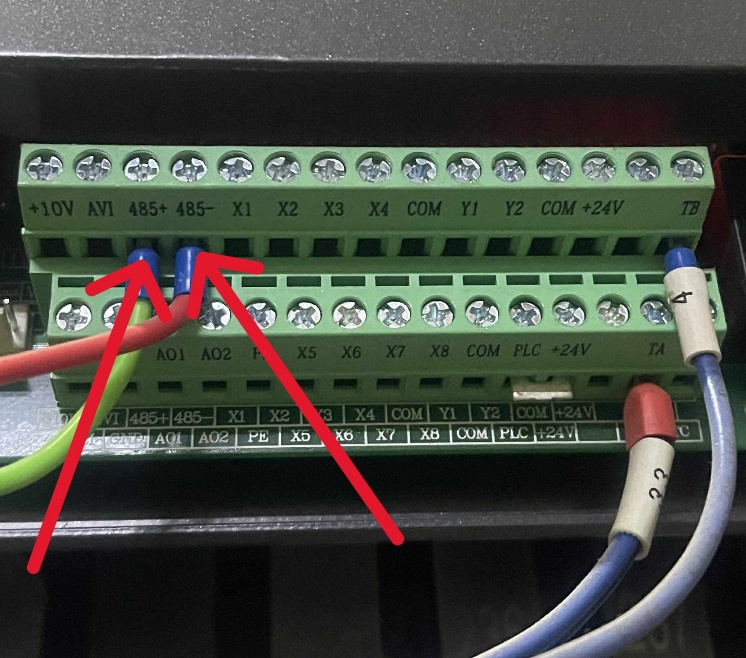 +10V AVI 485+ 485- X1 X2 X3 X4 COM Y1 Y2 COM +24V TB
AO1 AO2 X5 X6 X7 X8 COM PLC +24V TA
485+ 485- X1 X2 X3 X4 COM Y1 Y2 COM +24V
GND AO1 AO2 PE X5 X6 X7 X8 COM PLC +24V
4
33